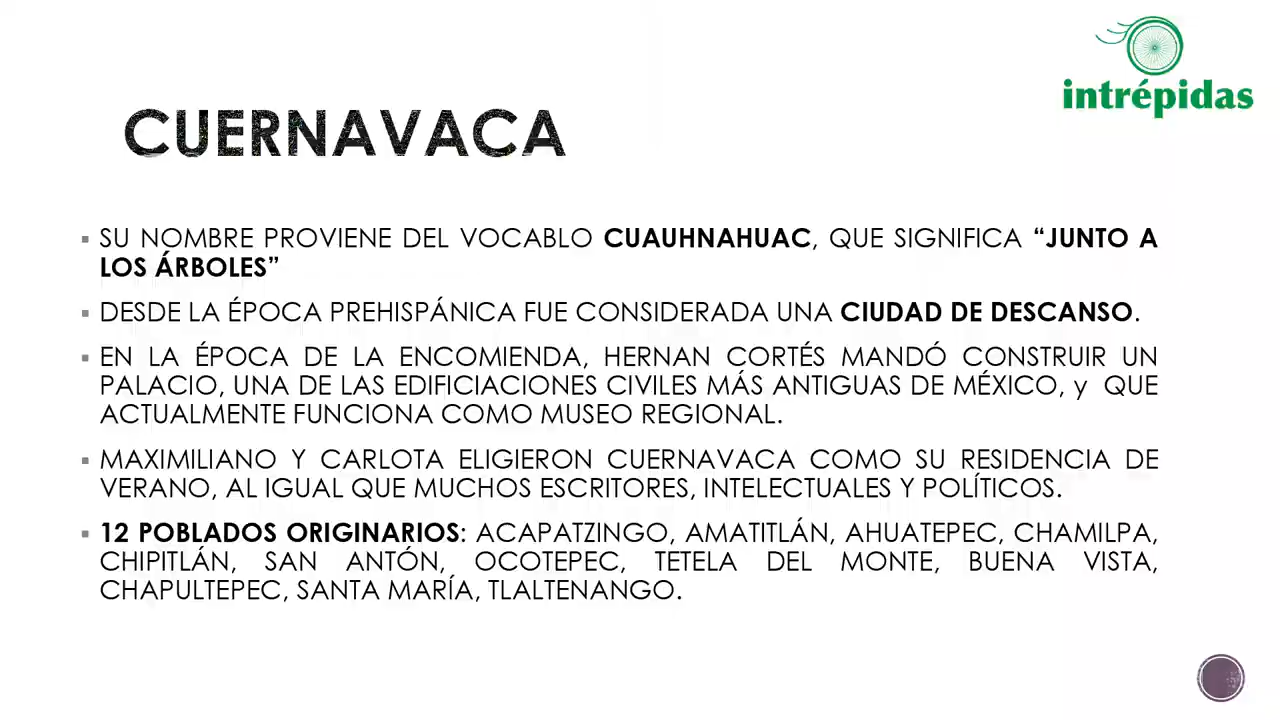 intrépidas
CUERNAVACA
▪ SU NOMBRE PROVIENE DEL VOCABLO CUAUHNAHUAC, QUE SIGNIFICA “JUNTO A
LOS ÁRBOLES”
▪ DESDE LA ÉPOCA PREHISPÁNICA FUE CONSIDERADA UNA CIUDAD DE DESCANSO.
▪ EN LA ÉPOCA DE LA ENCOMIENDA, HERNAN CORTÉS MANDÓ CONSTRUIR UN
PALACIO, UNA DE LAS EDIFICIACIONES CIVILES MÁS ANTIGUAS DE MÉXICO, y QUE
ACTUALMENTE FUNCIONA COMO MUSEO REGIONAL.
▪ MAXIMILIANO Y CARLOTA ELIGIERON CUERNAVACA COMO SU RESIDENCIA DE
VERANO, AL IGUAL QUE MUCHOS ESCRITORES, INTELECTUALES Y POLÍTICOS.
▪ 12 POBLADOS ORIGINARIOS: ACAPATZINGO, AMATITLÁN, AHUATEPEC, CHAMILPA,
CHIPITLÁN, SAN ANTÓN, OCOTEPEC, TETELA DEL MONTE, BUENA VISTA,
CHAPULTEPEC, SANTA MARÍA, TLALTENANGO.